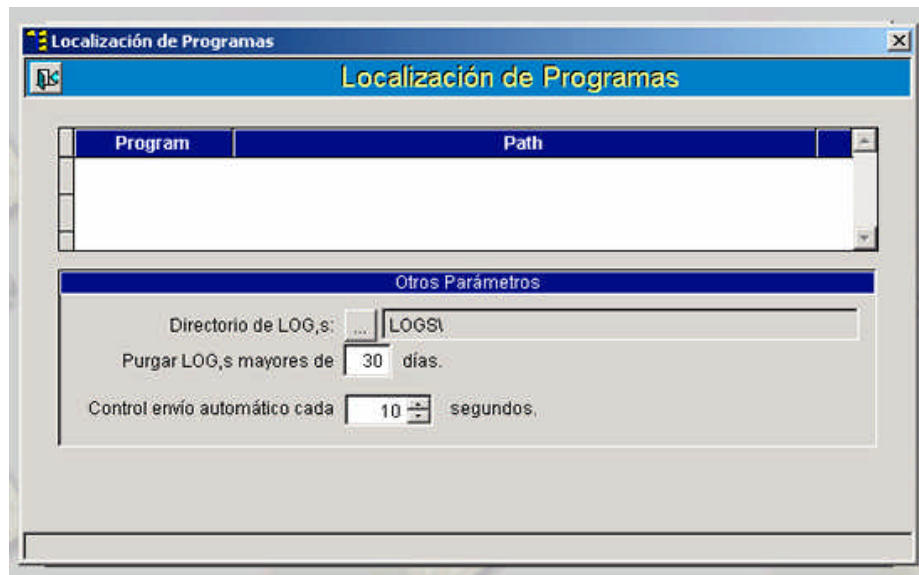 Localización de Programas
Localización de Programas
Program Path
Otros Parámetros
Directorio de LOG,s: ... LOGS\
Purgar LOG,s mayores de 30 días.
Control envío automático cada 10 segundos.